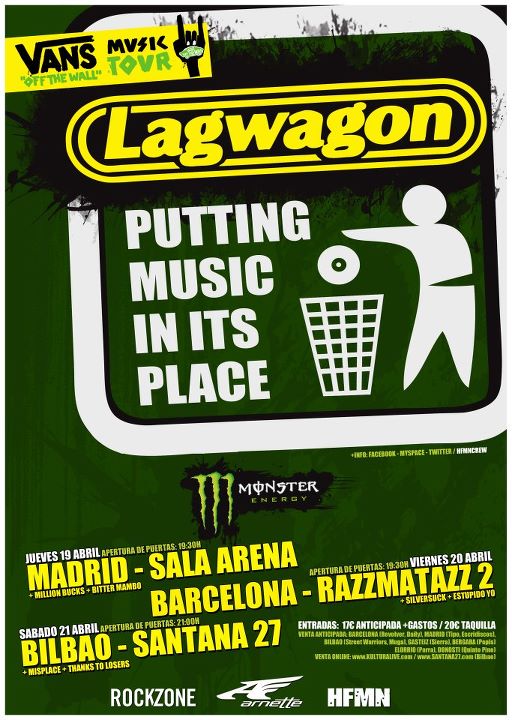 VANS MUSIC
"OFF THE WALL" TOUR
Lagwagon
PUTTING
MUSIC
IN ITS
PLACE
+INFO: FACEBOOK - MYSPACE - TWITTER / HFMNCREW
MONSTER
ENERGY
JUEVES 19 ABRIL APERTURA DE PUERTAS: 19:30H
MADRID - SALA ARENA
+ MILLION BUCKS + BITTER MAMBO
APERTURA DE PUERTAS: 19:30H VIERNES 20 ABRIL
BARCELONA - RAZZMATAZZ 2
+ SILVERSUCK + ESTUPIDO YO
SABADO 21 ABRIL APERTURA DE PUERTAS: 21:00H
BILBAO - SANTANA 27
+ MISPLACE + THANKS TO LOSERS
ENTRADAS: 17€ ANTICIPADA +GASTOS / 20€ TAQUILLA
VENTA ANTICIPADA: BARCELONA (Revolver, Daily), MADRID (Tipo, Escridiscos),
BILBAO (Street Warriors, Mugs), GASTEIZ (Sierra), BERGARA (Pepis)
ELORRIO (Parra), DONOSTI (Quinto Pino)
VENTA ONLINE: www.KULTURALIVE.com / www.SANTANA27.com (Bilbao)
ROCKZONE arnette HFMN